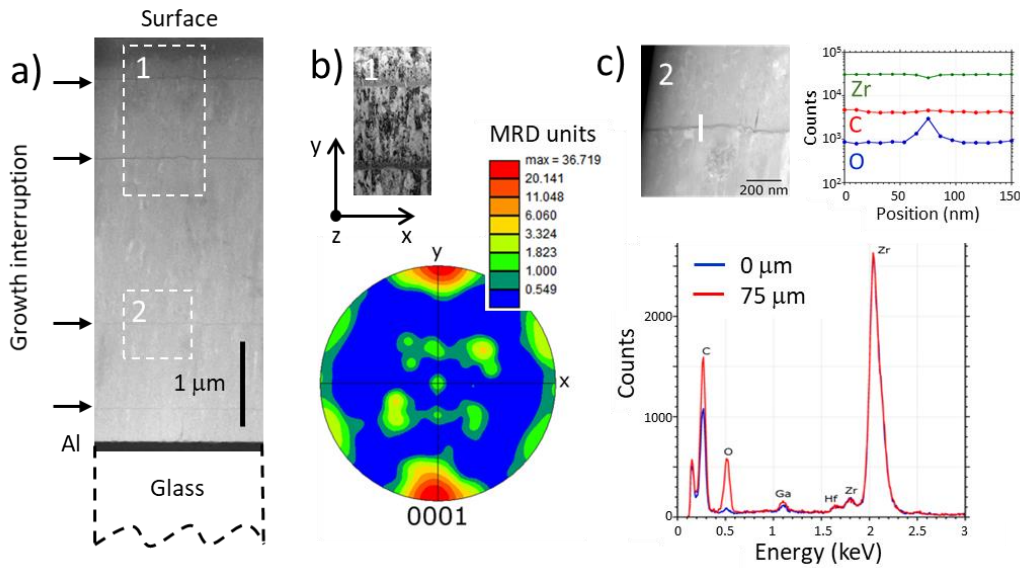 Surface
a)
1
Growth interruption
2
1 μm
Al
Glass
b)
1
y
z
x
MRD units
max = 36.719
20.141
11.048
6.060
3.324
1.823
1.000
0.549
y
x
0001
c)
2
200 nm
10⁵
10⁴
10³
10²
Counts
Zr
C
O
0
50
100
150
Position (nm)
0 μm
75 μm
Zr
C
O
Ga
Hf
Zr
2000
1000
0
Counts
0
0.5
1
1.5
2
2.5
3
Energy (keV)